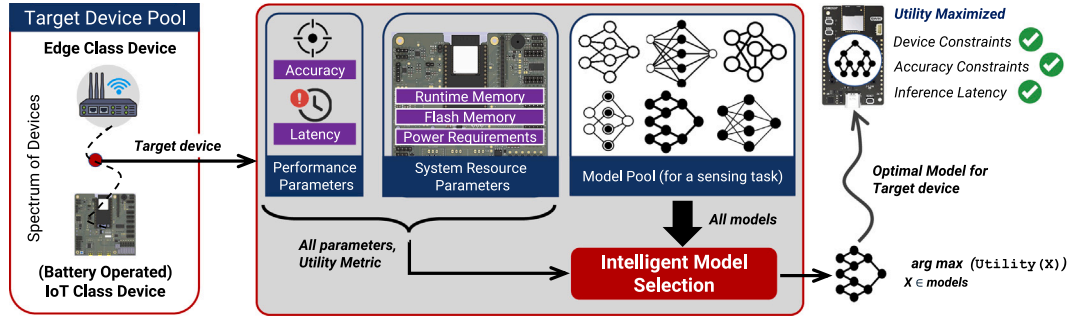 Target Device Pool
Edge Class Device
Spectrum of Devices
(Battery Operated)
IoT Class Device
Target device
Accuracy
Latency
Performance
Parameters
Runtime Memory
Flash Memory
Power Requirements
System Resource
Parameters
Model Pool (for a sensing task)
All parameters,
Utility Metric
All models
Intelligent Model
Selection
arg max (Utility(X))
X ∈ models
Optimal Model for
Target device
Utility Maximized
Device Constraints
Accuracy Constraints
Inference Latency